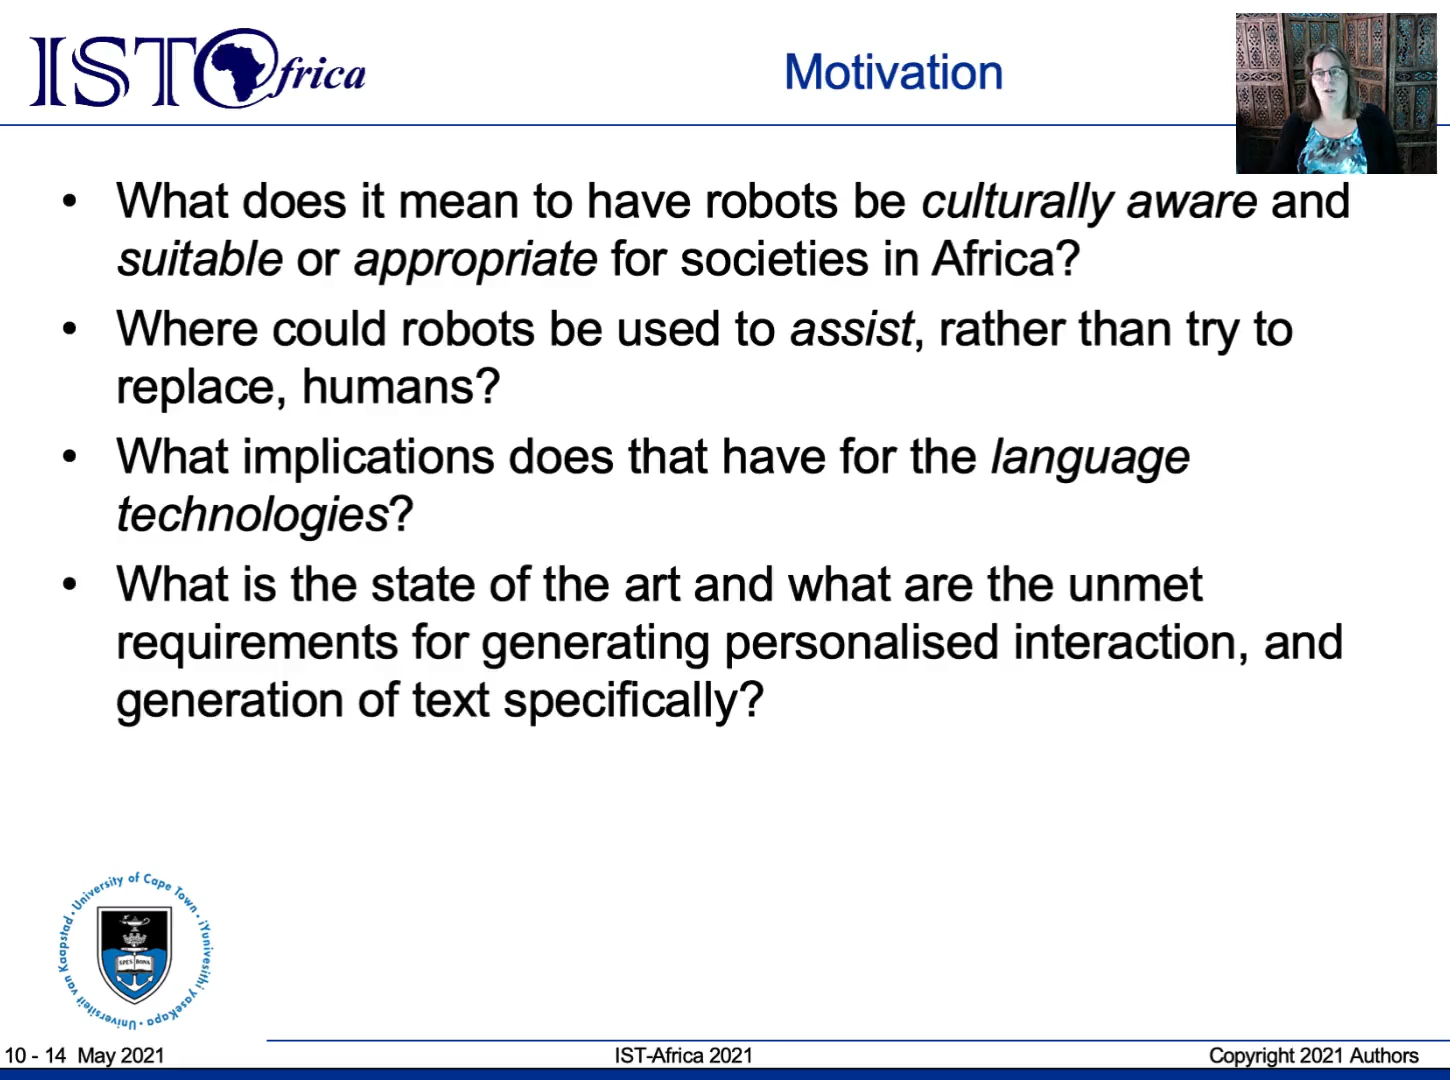 ISTAfrica
Motivation
• What does it mean to have robots be culturally aware and
suitable or appropriate for societies in Africa?
• Where could robots be used to assist, rather than try to
replace, humans?
• What implications does that have for the language
technologies?
• What is the state of the art and what are the unmet
requirements for generating personalised interaction, and
generation of text specifically?
University of Cape Town · iYunivesithi yaseKapa · Universiteit van Kaapstad ·
SPES BONA
10 - 14 May 2021
IST-Africa 2021
Copyright 2021 Authors